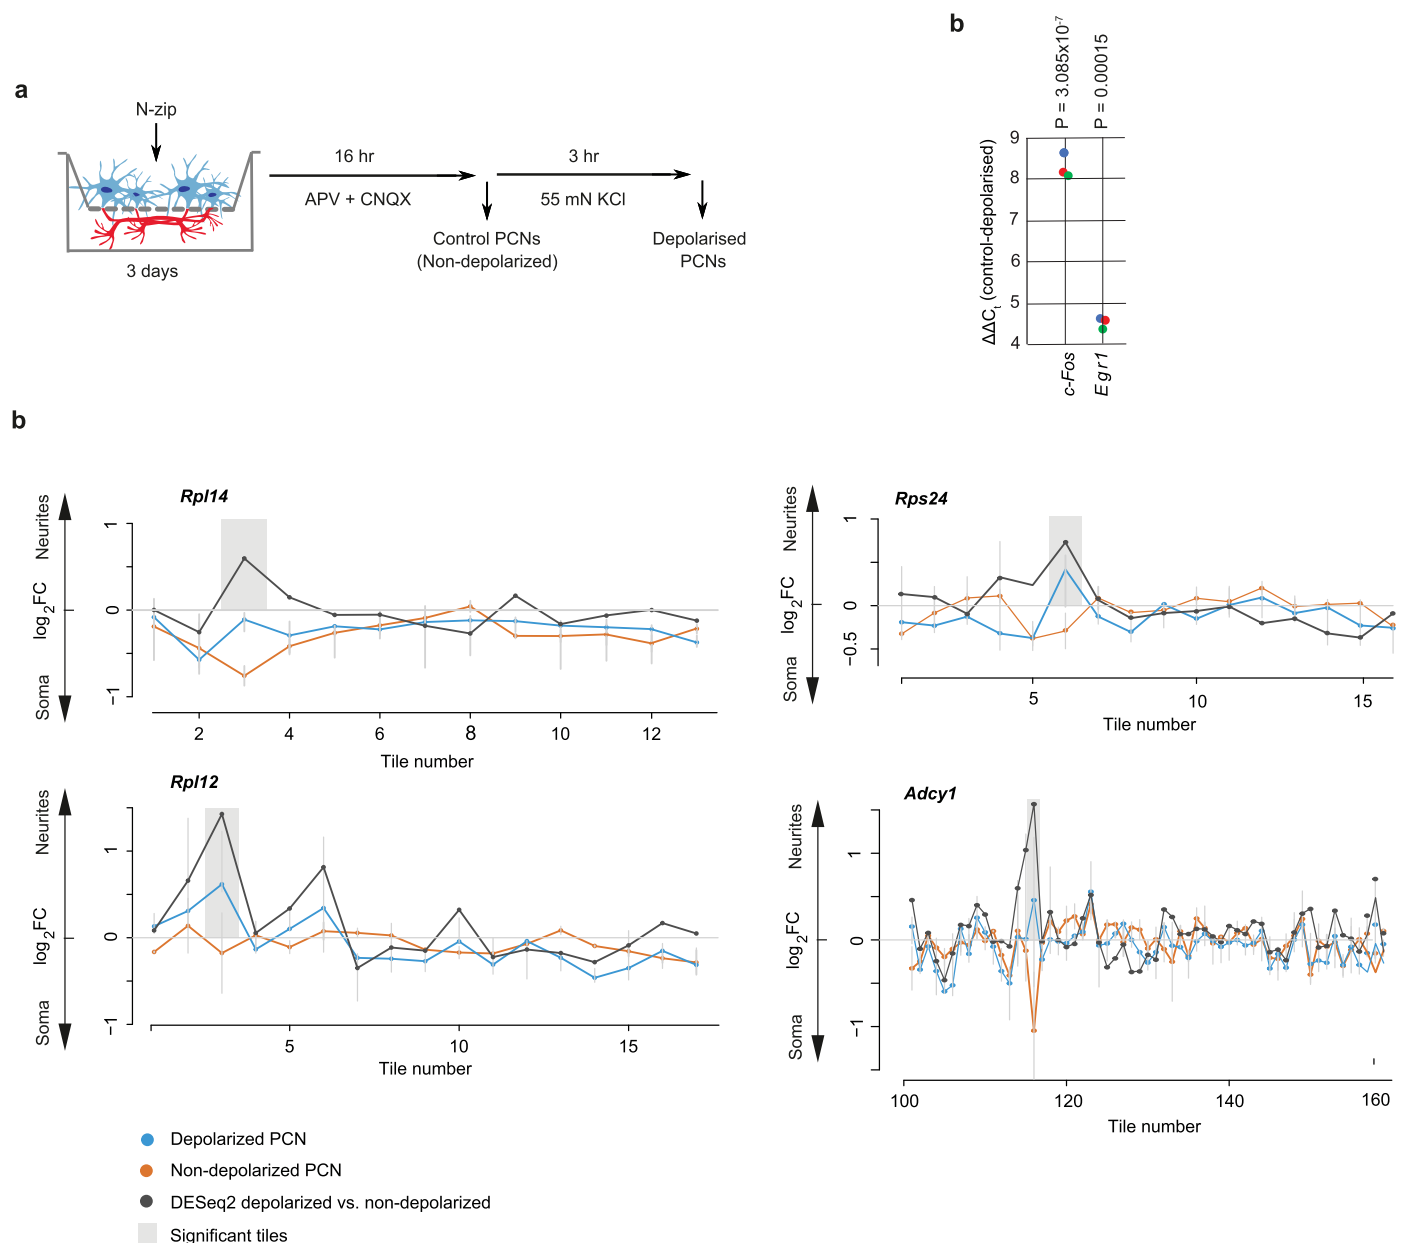 a
N-zip
3 days
16 hr
APV + CNQX
3 hr
55 mN KCl
Control PCNs
(Non-depolarized)
Depolarised
PCNs
b
P = 3.085x10-7
P = 0.00015
ΔΔCt (control-depolarised)
9
8
7
6
5
4
c-Fos
Egr1
b
Rpl14
Neurites
log2FC
Soma
1
0
−1
2
4
6
8
10
12
Tile number
Rps24
Neurites
log2FC
Soma
1
0
−0.5
5
10
15
Tile number
Rpl12
Neurites
log2FC
Soma
1
0
−1
5
10
15
Tile number
Adcy1
Neurites
log2FC
Soma
1
0
−1
100
120
140
160
Tile number
Depolarized PCN
Non-depolarized PCN
DESeq2 depolarized vs. non-depolarized
Significant tiles